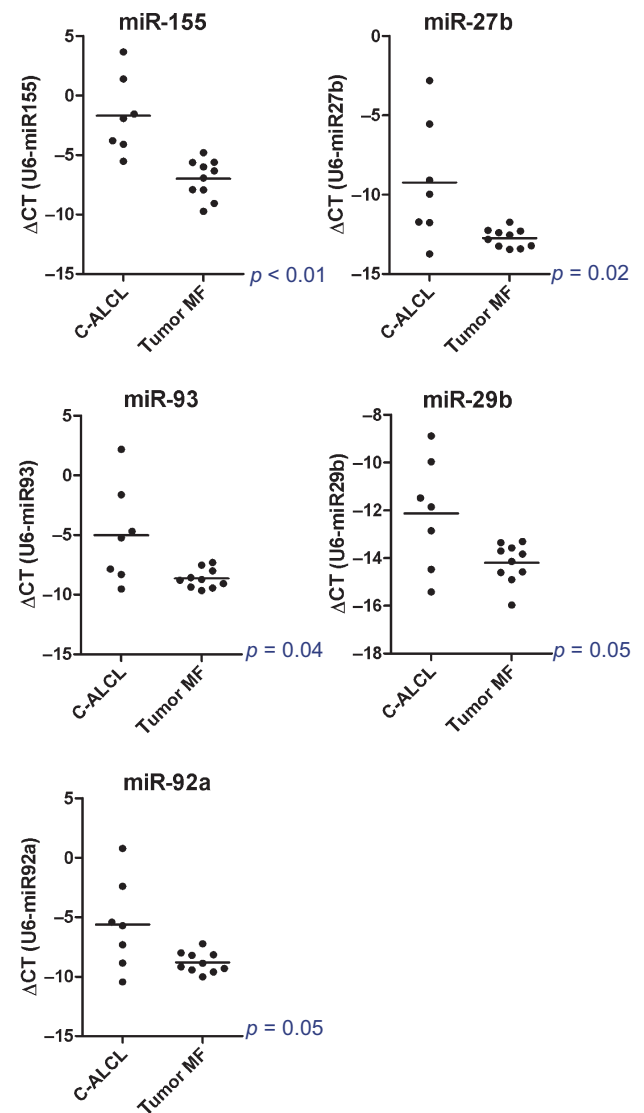 miR-155
5
0
−5
−10
−15
ΔCT (U6-miR155)
C-ALCL
Tumor MF
p < 0.01
miR-27b
0
−5
−10
−15
ΔCT (U6-miR27b)
C-ALCL
Tumor MF
p = 0.02
miR-93
5
0
−5
−10
−15
ΔCT (U6-miR93)
C-ALCL
Tumor MF
p = 0.04
miR-29b
−8
−10
−12
−14
−16
−18
ΔCT (U6-miR29b)
C-ALCL
Tumor MF
p = 0.05
miR-92a
5
0
−5
−10
−15
ΔCT (U6-miR92a)
C-ALCL
Tumor MF
p = 0.05